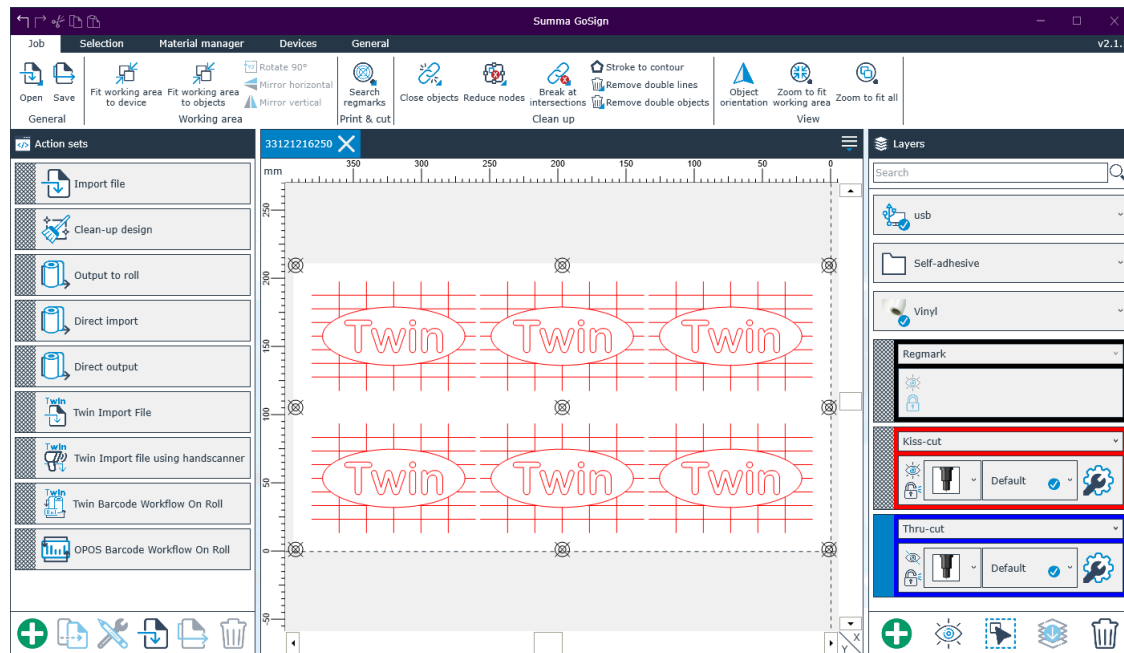 Summa GoSign
Job Selection Material manager Devices General v2.1.
Open Save
General
Fit working area to device
Fit working area to objects
Rotate 90°
Mirror horizontal
Mirror vertical
Working area
Search regmarks
Print & cut
Close objects
Reduce nodes
Break at intersections
Stroke to contour
Remove double lines
Remove double objects
Clean up
Object orientation
Zoom to fit working area
Zoom to fit all
View
Action sets
Import file
Clean-up design
Output to roll
Direct import
Direct output
Twin
Twin Import File
Twin
Twin Import file using handscanner
Twin
Twin Barcode Workflow On Roll
OPOS Barcode Workflow On Roll
33121216250
mm
350 300 250 200 150 100 50 0
250
200
150
100
50
0
-50
Twin Twin Twin
Twin Twin Twin
X
Y
Layers
Search
usb
Self-adhesive
Vinyl
Regmark
Kiss-cut
Default
Thru-cut
Default